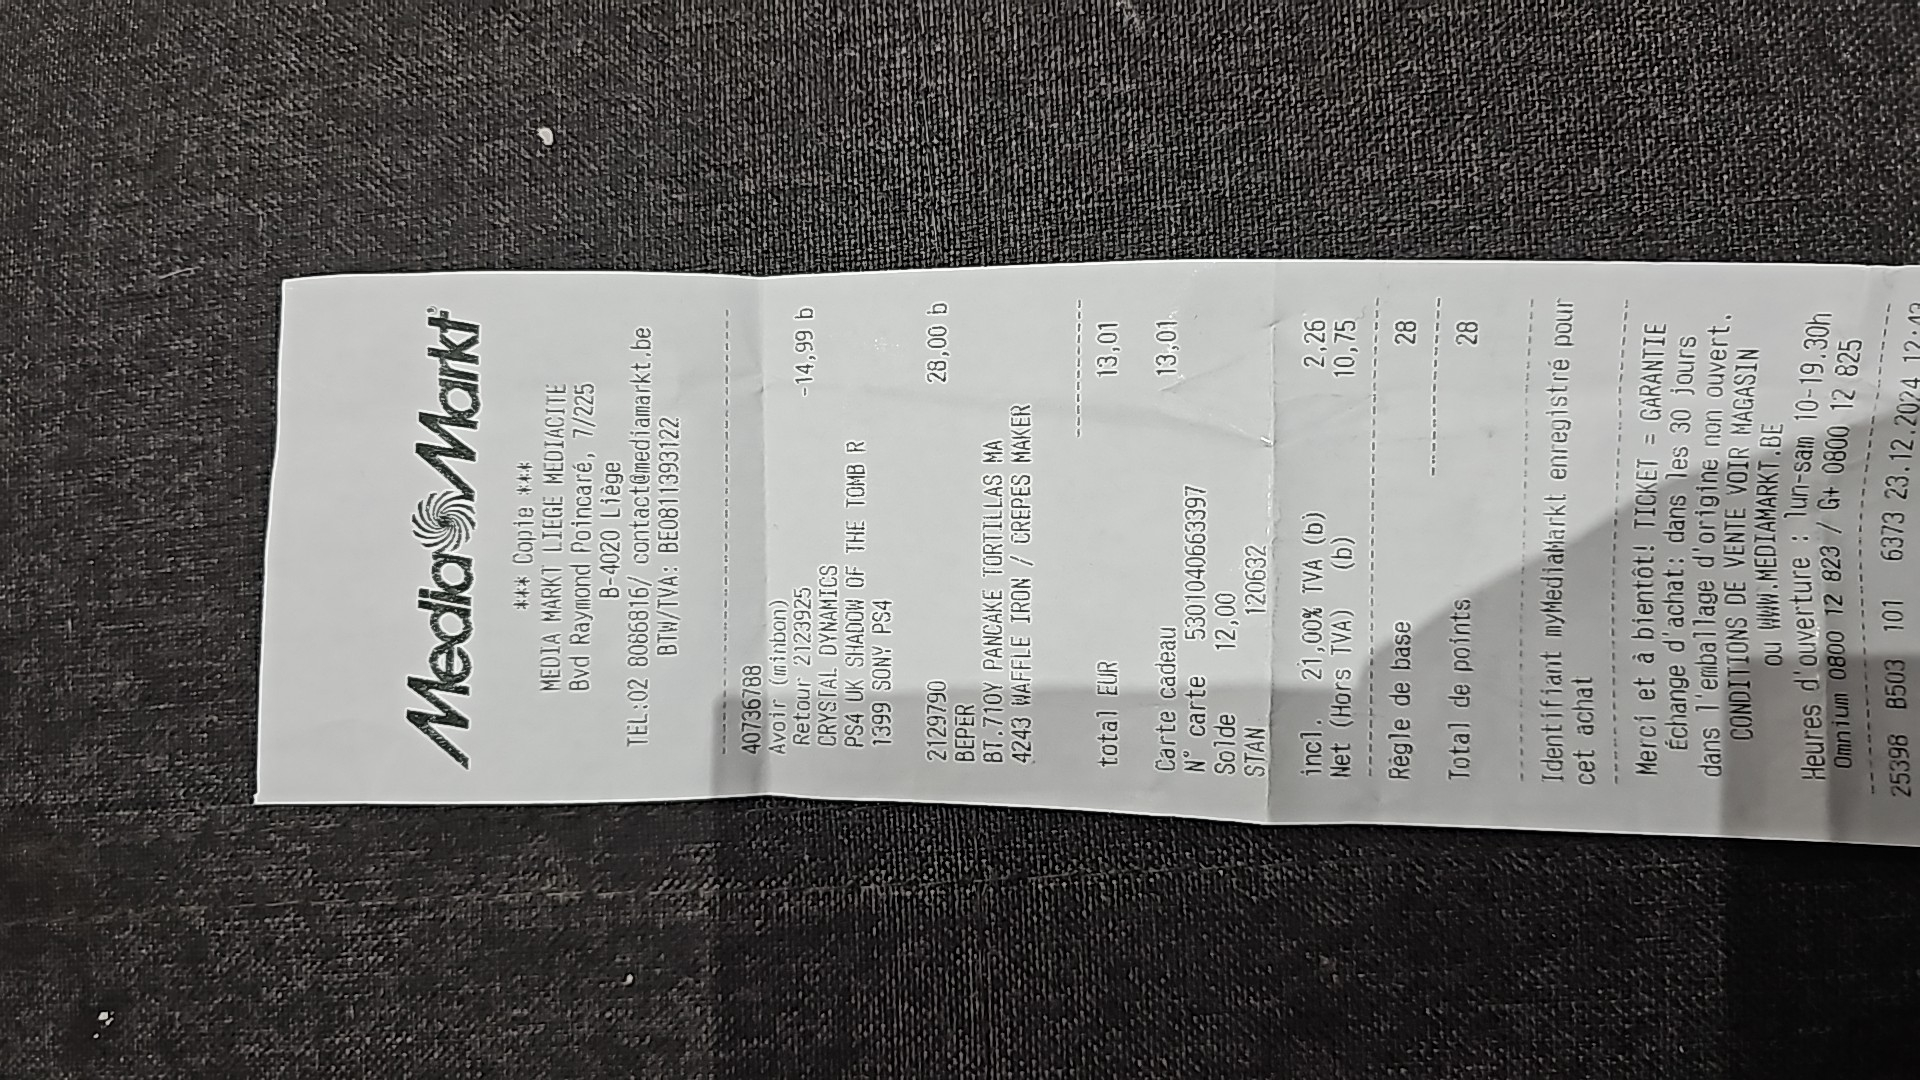 MediaMarkt
*** Copie ***
MEDIA MARKT LIEGE MEDIACITE
Bvd Raymond Poincaré, 7/225
B-4020 Liège
TEL:02 8086816/ contact@mediamarkt.be
BTW/TVA: BE0811393122
40736788
Avoir (minbon)
Retour 2123925
CRYSTAL DYNAMICS -14,99 b
PS4 UK SHADOW OF THE TOMB R
1399 SONY PS4
2129790 28,00 b
BEPER
BT.710Y PANCAKE TORTILLAS MA
4243 WAFFLE IRON / CREPES MAKER
total EUR 13,01
Carte cadeau 13,01
N° carte 5301040663397
Solde 12,00
STAN 120632
incl. 21,00% TVA (b) 2,26
Net (Hors TVA) (b) 10,75
Règle de base 28
Total de points 28
Identifiant myMediaMarkt enregistré pour
cet achat
Merci et à bientôt! TICKET = GARANTIE
Échange d'achat: dans les 30 jours
dans l'emballage d'origine non ouvert.
CONDITIONS DE VENTE VOIR MAGASIN
ou WWW.MEDIAMARKT.BE
Heures d'ouverture : lun-sam 10-19.30h
Omnium 0800 12 823 / G+ 0800 12 825
25398 B503 101 6373 23.12.2024